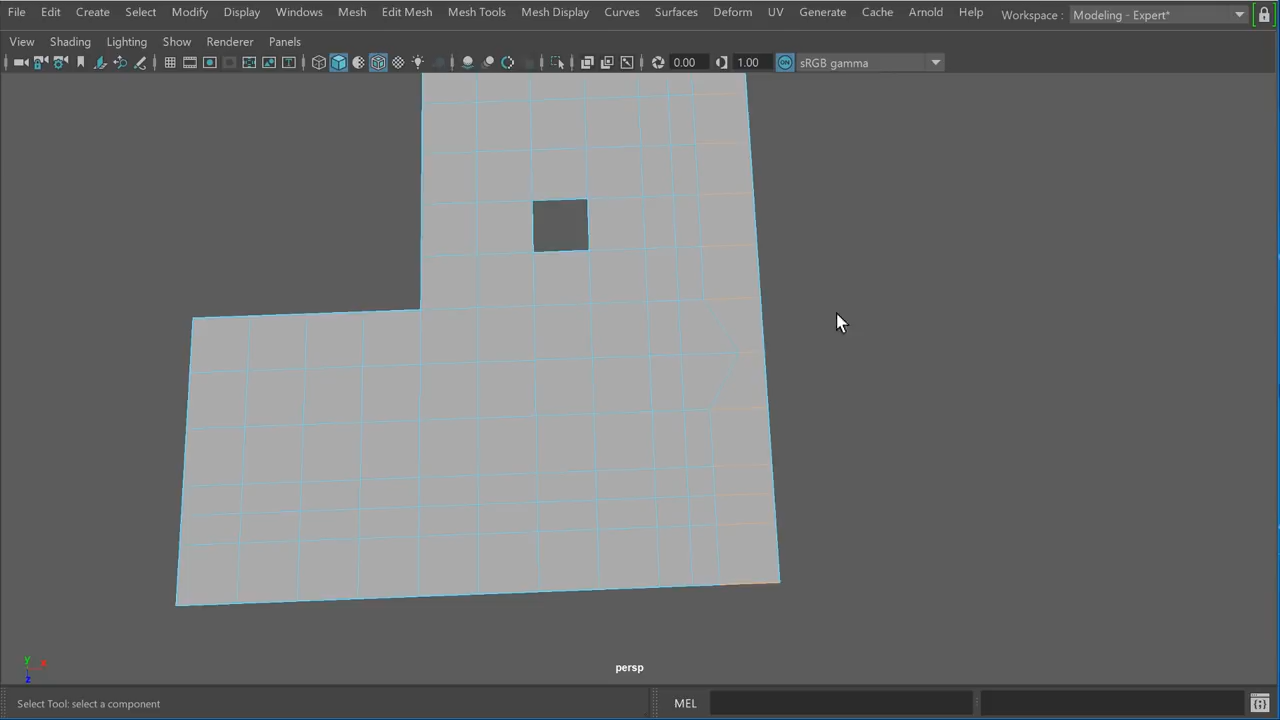 File Edit Create Select Modify Display Windows Mesh Edit Mesh Mesh Tools Mesh Display Curves Surfaces Deform UV Generate Cache Arnold Help Workspace : Modeling - Expert*
View Shading Lighting Show Renderer Panels
0.00 1.00 ON sRGB gamma
persp
y x
z
Select Tool: select a component MEL